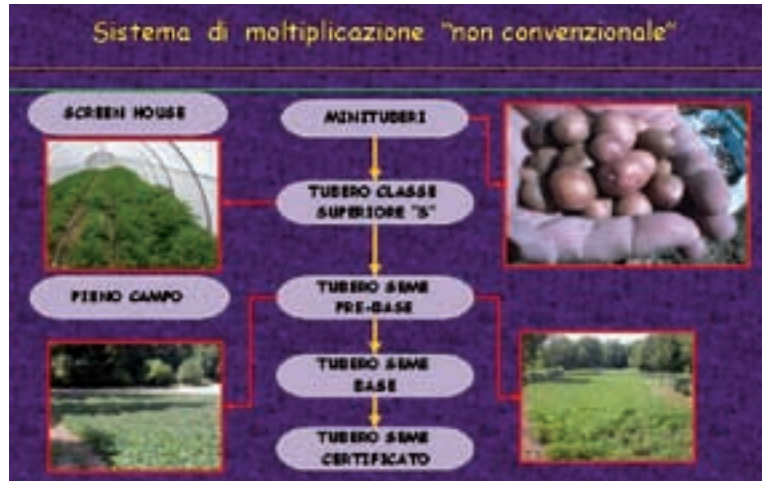 Sistema di moltiplicazione "non convenzionale"
SCREEN HOUSE
MINITUBERI
TUBERO CLASSE
SUPERIORE "S"
PIENO CAMPO
TUBERO SEME
PRE-BASE
TUBERO SEME
BASE
TUBERO SEME
CERTIFICATO